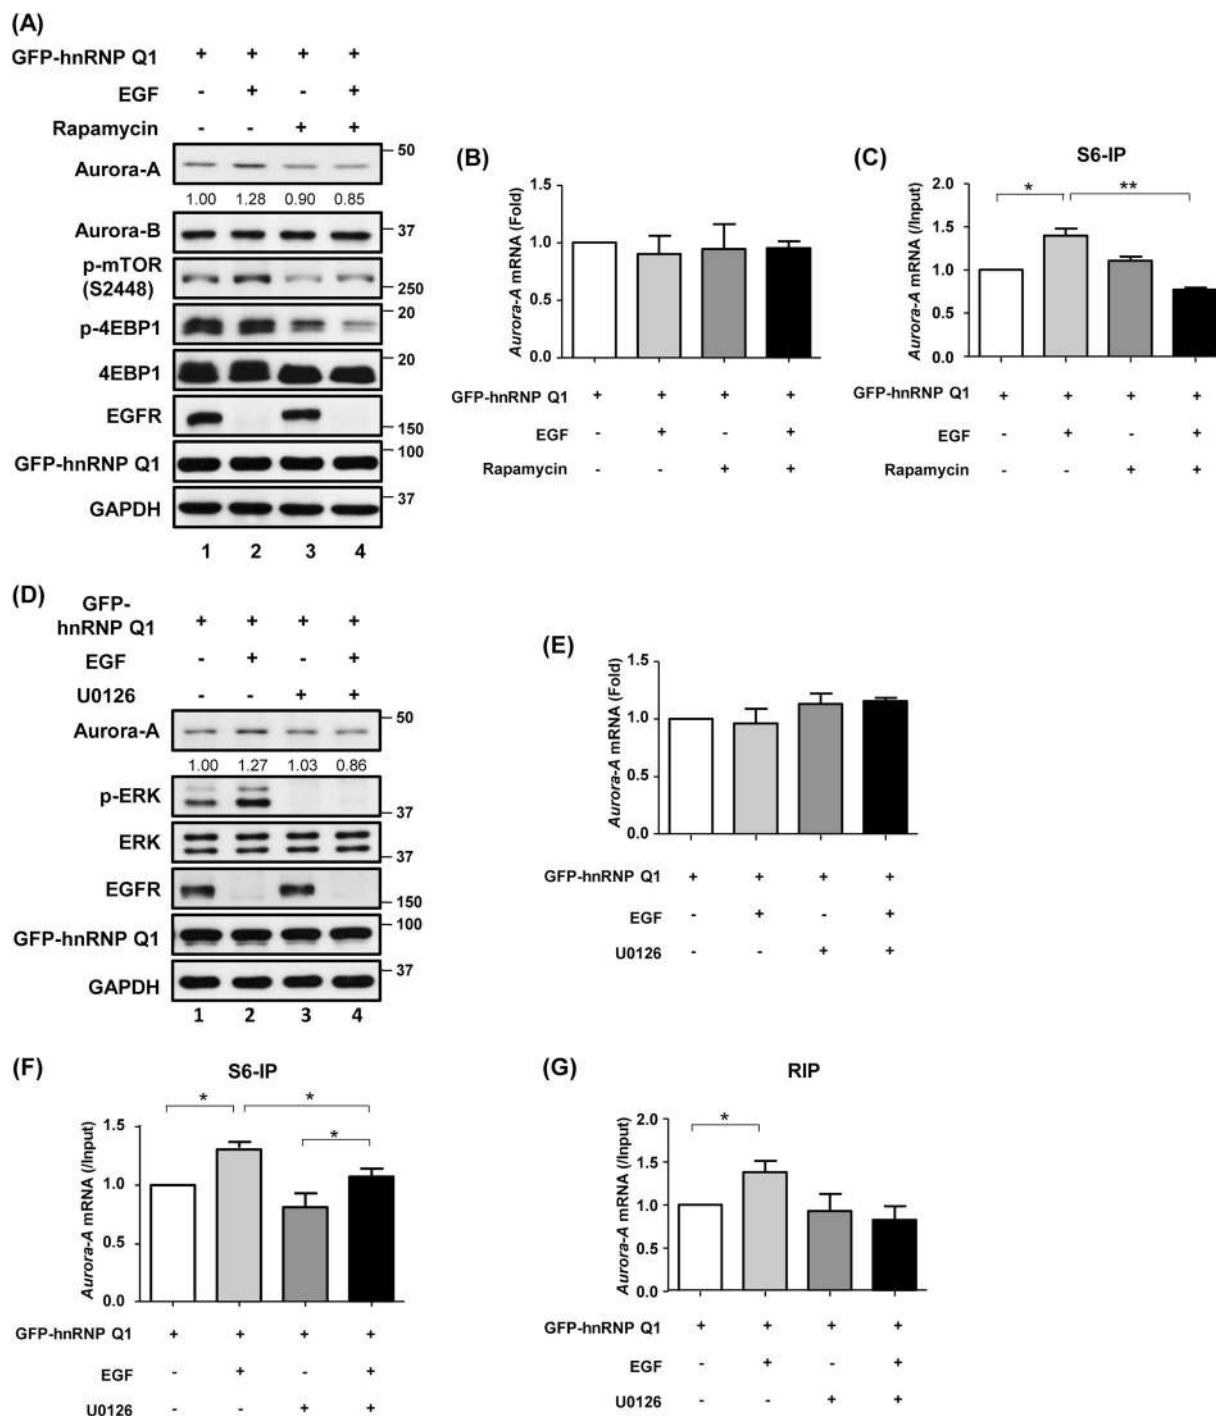 (A)
GFP-hnRNP Q1 + + + +
EGF - + - +
Rapamycin - - + +
Aurora-A 50
1.00 1.28 0.90 0.85
Aurora-B 37
p-mTOR
(S2448) 250
p-4EBP1 20
4EBP1 20
EGFR 150
GFP-hnRNP Q1 100
GAPDH 37
1 2 3 4
(B)
Aurora-A mRNA (Fold)
1.5
1.0
0.5
0.0
GFP-hnRNP Q1 + + + +
EGF - + - +
Rapamycin - - + +
(C)
S6-IP
Aurora-A mRNA (/Input)
* **
2.0
1.5
1.0
0.5
0.0
GFP-hnRNP Q1 + + + +
EGF - + - +
Rapamycin - - + +
(D)
GFP-
hnRNP Q1 + + + +
EGF - + - +
U0126 - - + +
Aurora-A 50
1.00 1.27 1.03 0.86
p-ERK 37
ERK 37
EGFR 150
GFP-hnRNP Q1 100
GAPDH 37
1 2 3 4
(E)
Aurora-A mRNA (Fold)
1.5
1.0
0.5
0.0
GFP-hnRNP Q1 + + + +
EGF - + - +
U0126 - - + +
(F)
S6-IP
Aurora-A mRNA (/Input)
* *
*
1.5
1.0
0.5
0.0
GFP-hnRNP Q1 + + + +
EGF - + - +
U0126 - - + +
(G)
RIP
Aurora-A mRNA (/Input)
*
2.0
1.5
1.0
0.5
0.0
GFP-hnRNP Q1 + + + +
EGF - + - +
U0126 - - + +